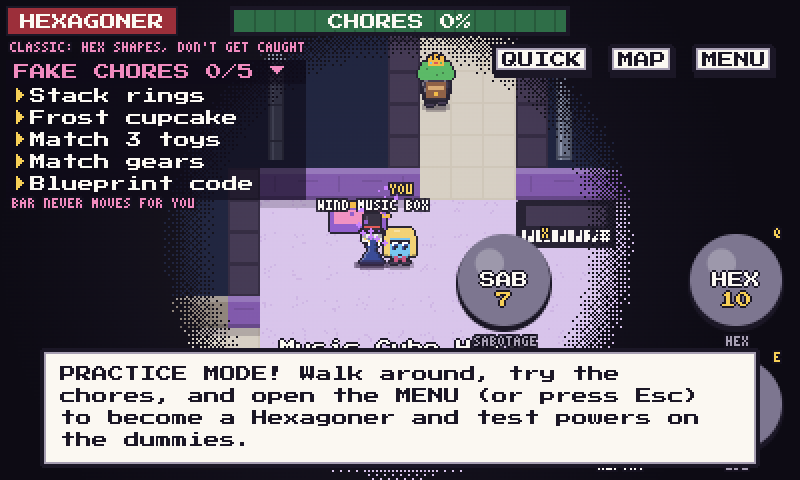 HEXAGONER
CHORES 0%
CLASSIC: HEX SHAPES, DON'T GET CAUGHT
FAKE CHORES 0/5
Stack rings
Frost cupcake
Match 3 toys
Match gears
Blueprint code
BAR NEVER MOVES FOR YOU
QUICK
MAP
MENU
YOU
WIND MUSIC BOX
SAB
7
SABOTAGE
Q
HEX
10
HEX
E
PRACTICE MODE! Walk around, try the
chores, and open the MENU (or press Esc)
to become a Hexagoner and test powers on
the dummies.